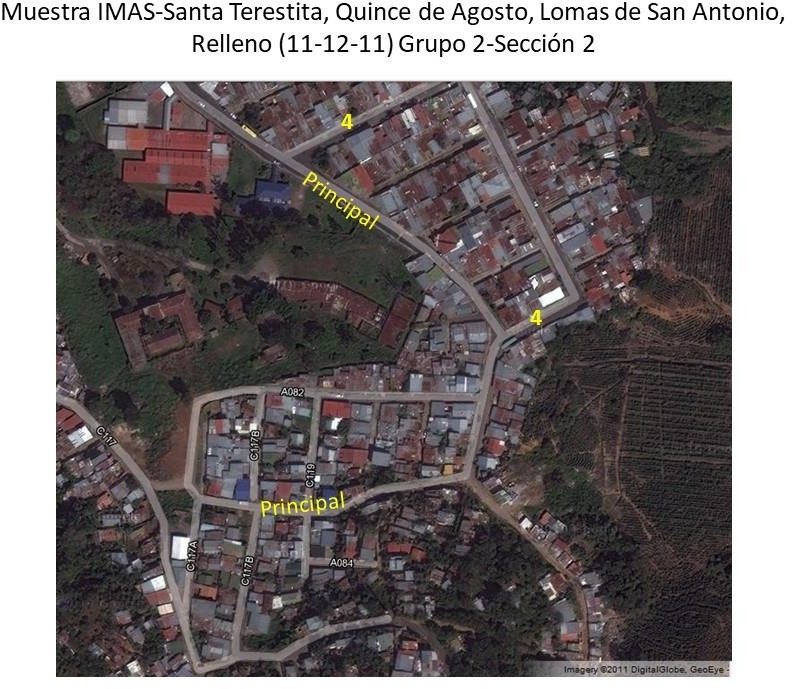 Muestra IMAS-Santa Terestita, Quince de Agosto, Lomas de San Antonio,
Relleno (11-12-11) Grupo 2-Sección 2
4
Principal
4
A082
C117
C117B
C119
Principal
C117A
C117B
A084
Imagery ©2011 DigitalGlobe, GeoEye -